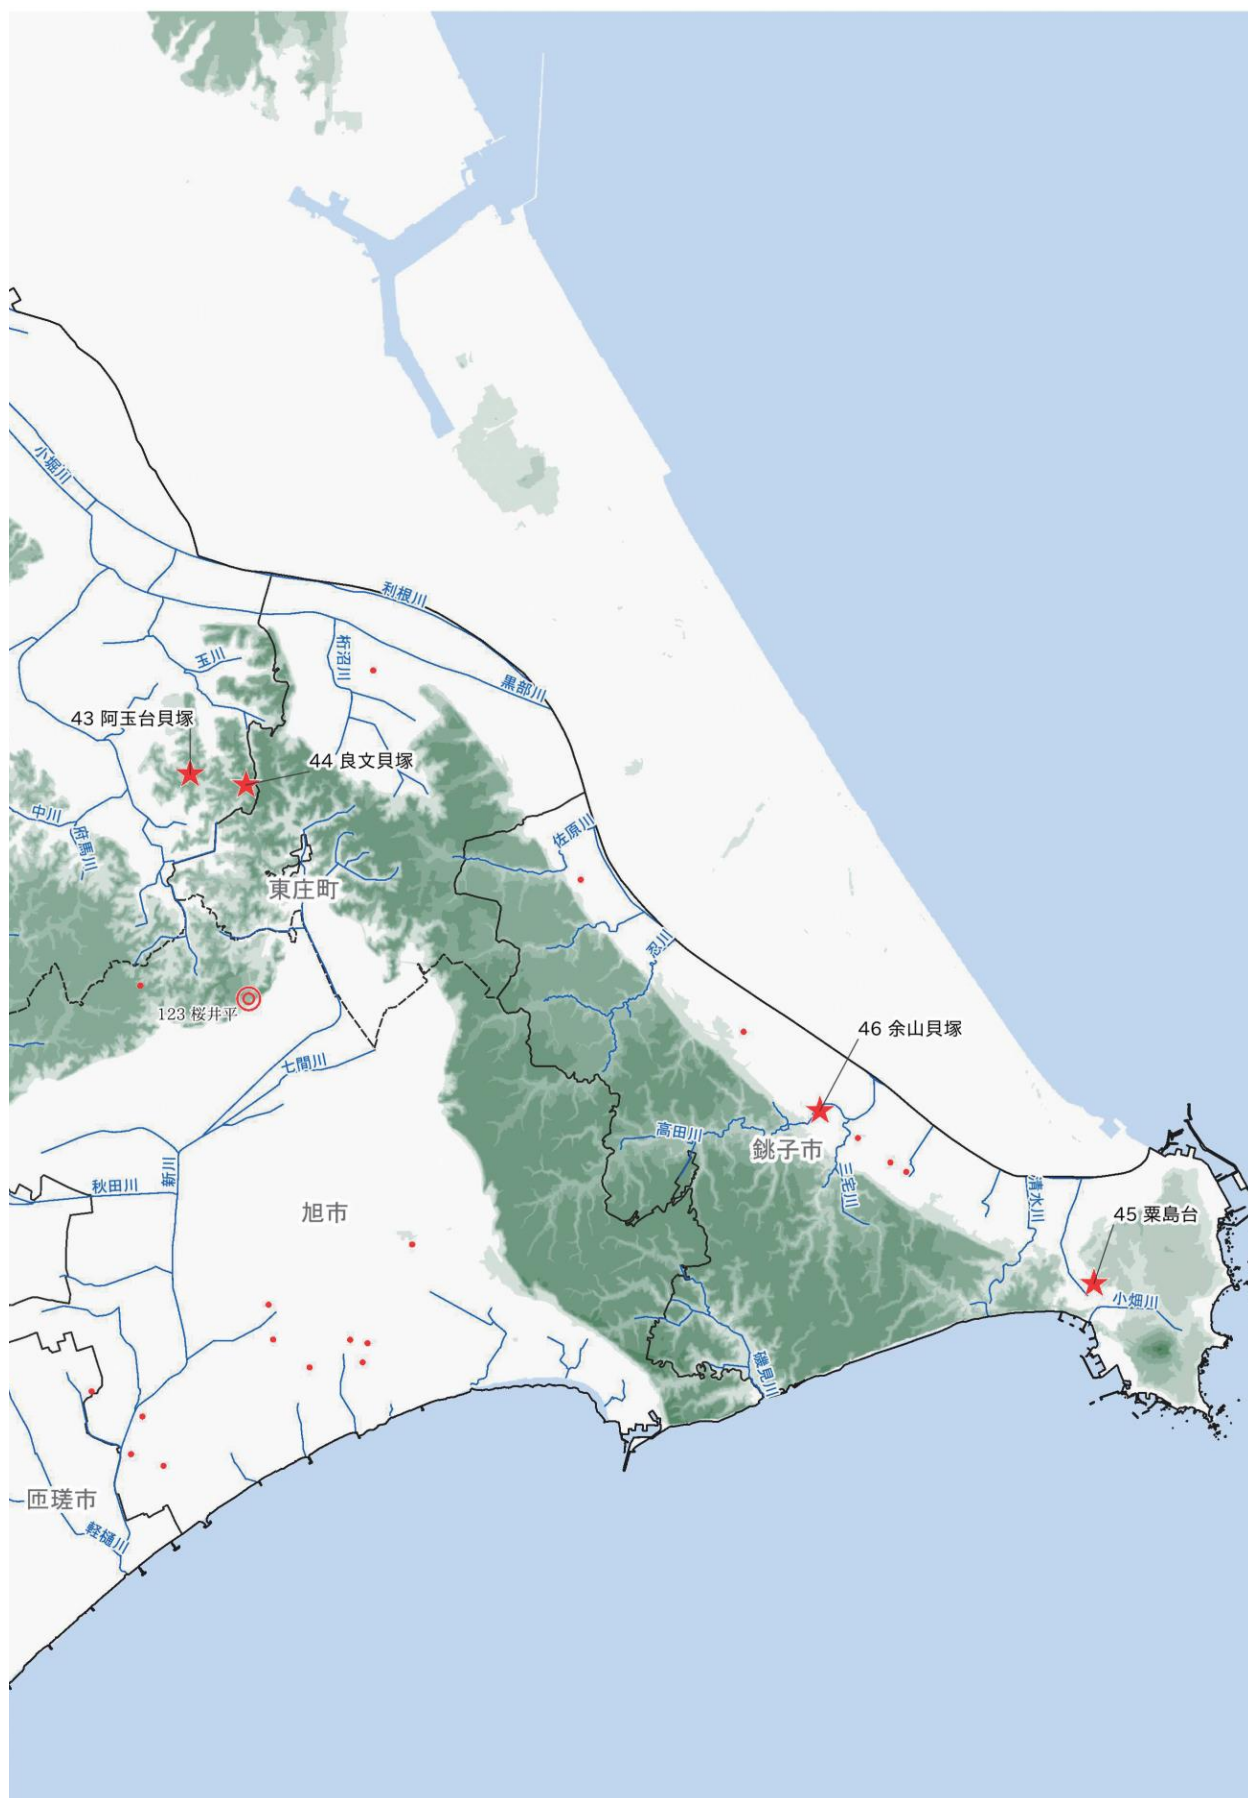 小堀川
利根川
桁沼川
玉川
黒部川
43 阿玉台貝塚
44 良文貝塚
中川
府馬川
佐原川
東庄町
忍川
123 桜井平
46 余山貝塚
七間川
高田川
銚子市
三宅川
新川
秋田川
清水川
旭市
45 粟島台
小畑川
磯見川
匝瑳市
軽樋川